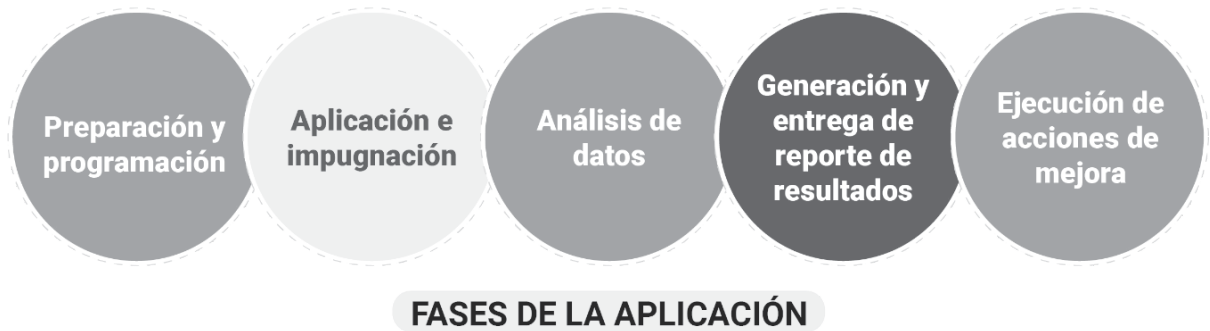 Preparación y
programación
Aplicación e
impugnación
Análisis de
datos
Generación y
entrega de
reporte de
resultados
Ejecución de
acciones de
mejora
FASES DE LA APLICACIÓN